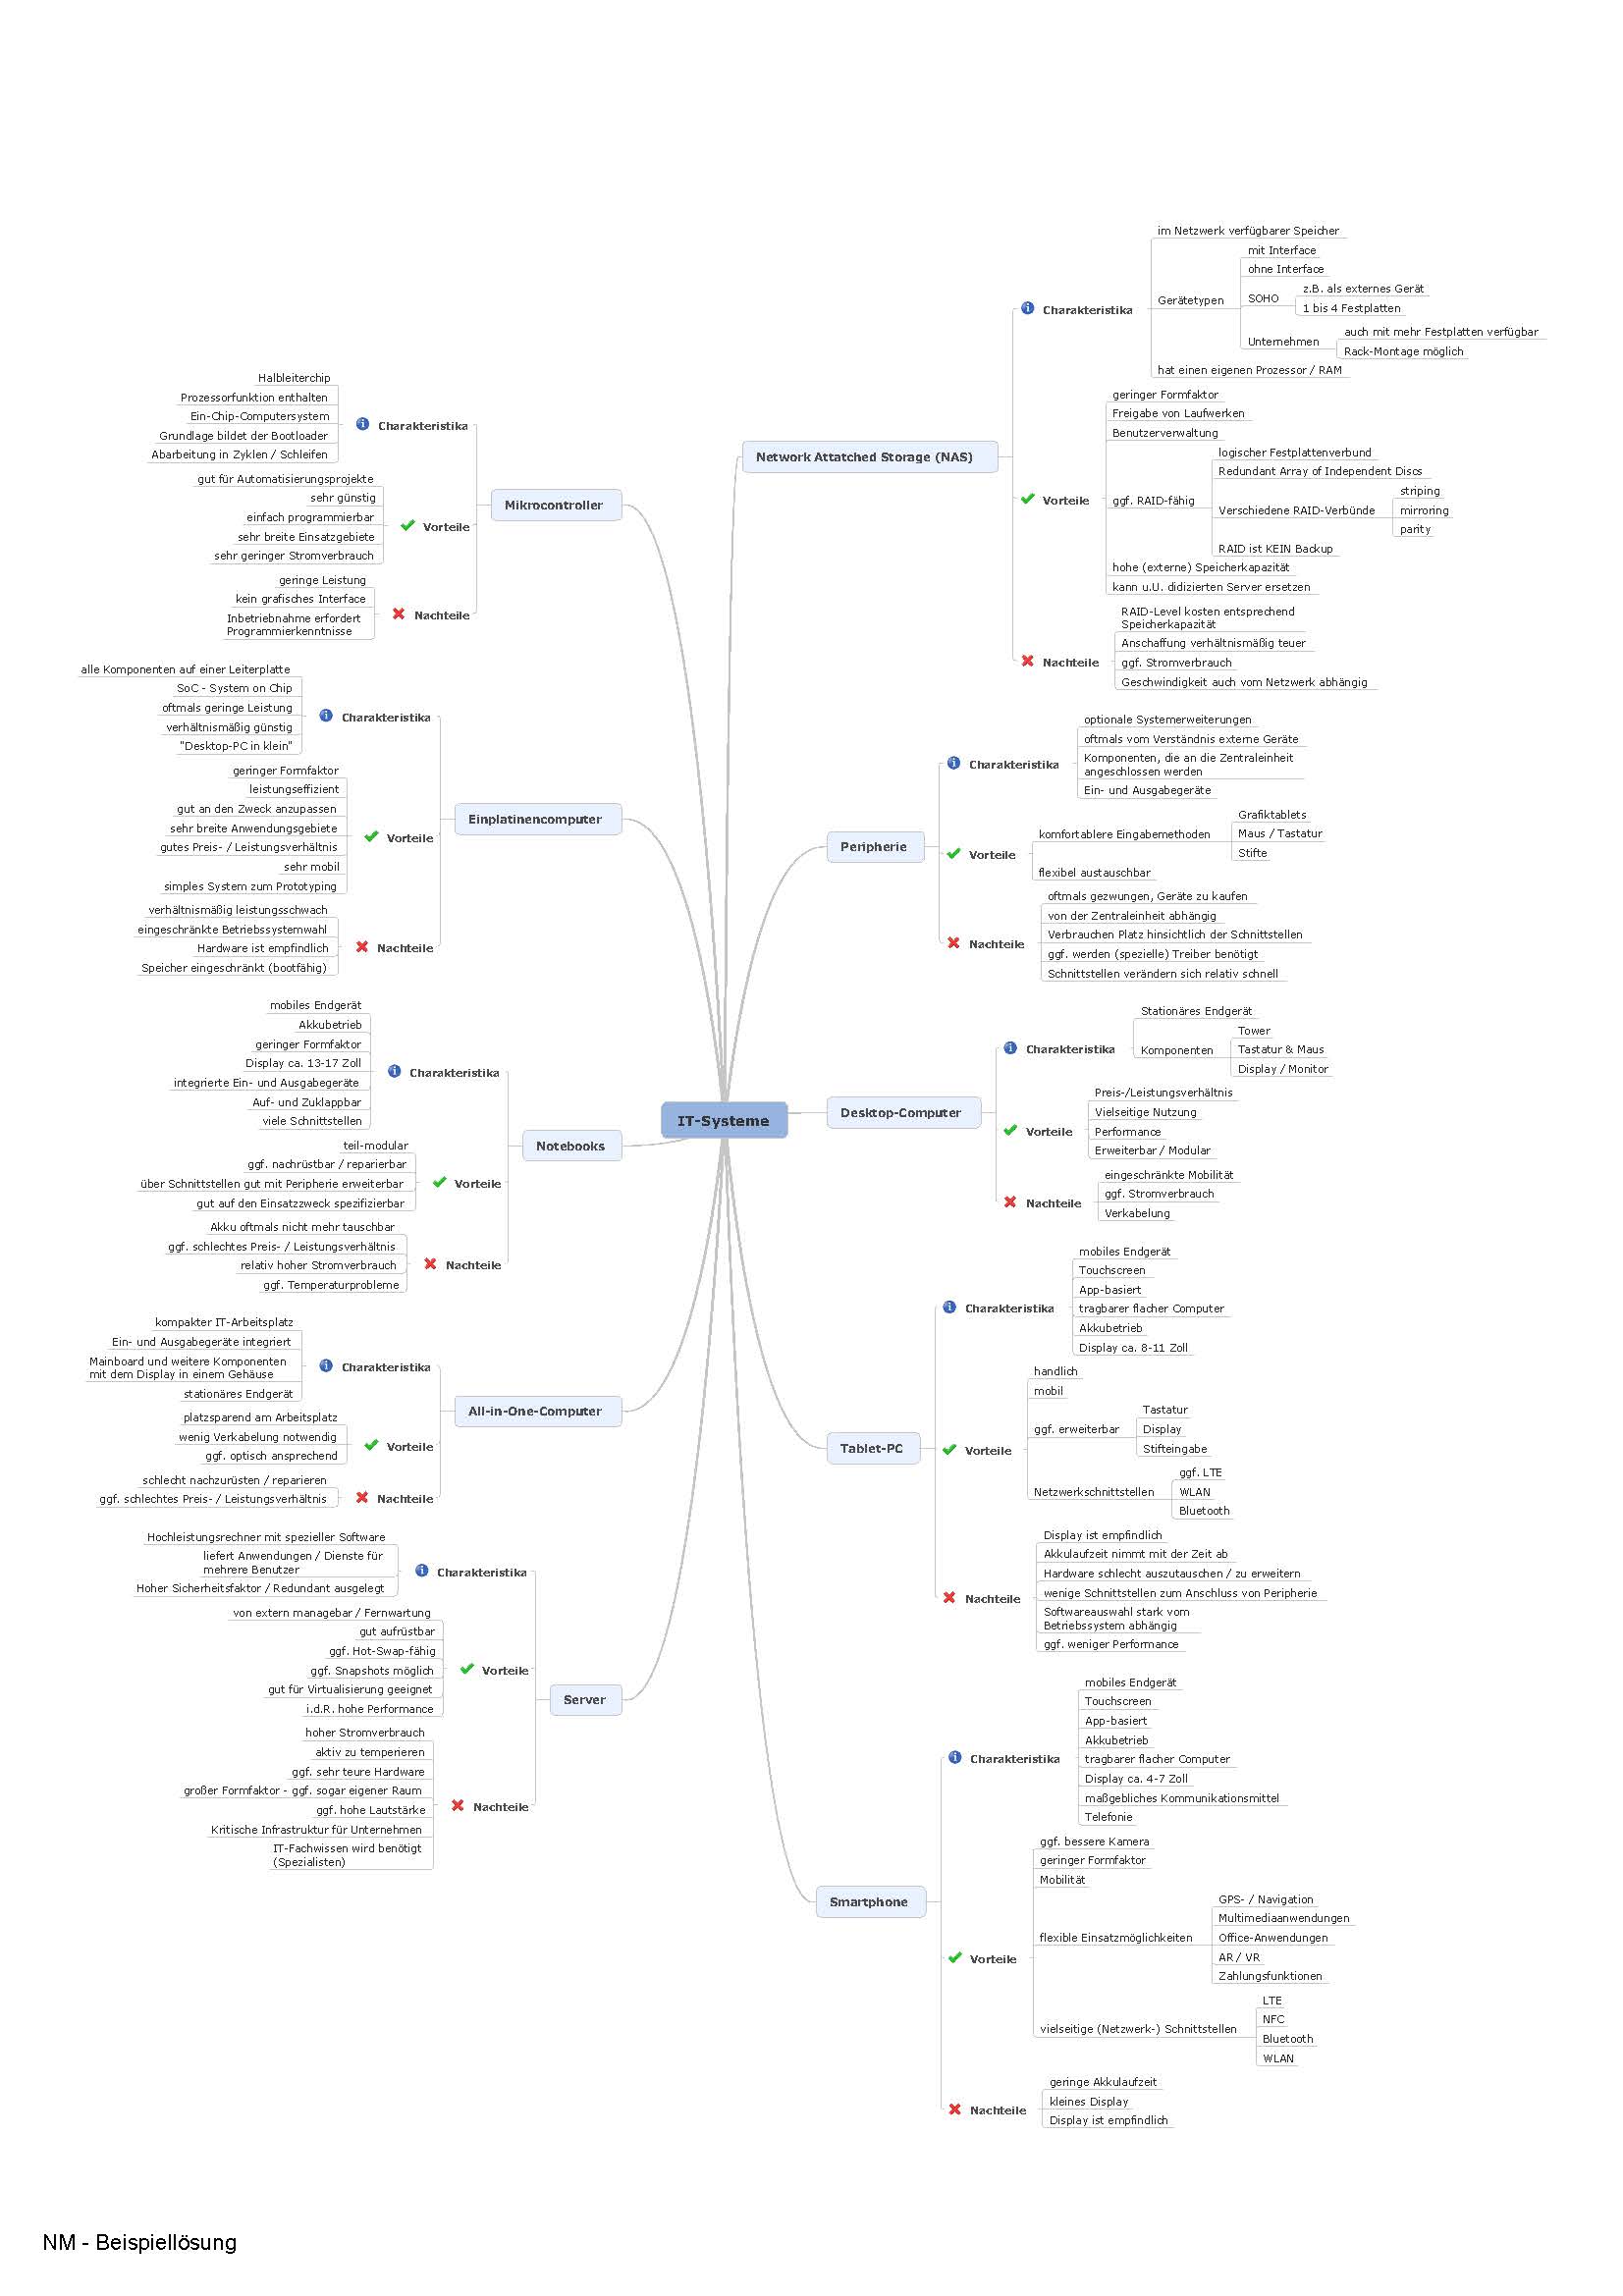 IT-Systeme
Network Attatched Storage (NAS)
Charakteristika
im Netzwerk verfügbarer Speicher
Gerätetypen
mit Interface
ohne Interface
SOHO
z.B. als externes Gerät
1 bis 4 Festplatten
Unternehmen
auch mit mehr Festplatten verfügbar
Rack-Montage möglich
hat einen eigenen Prozessor / RAM
Vorteile
geringer Formfaktor
Freigabe von Laufwerken
Benutzerverwaltung
ggf. RAID-fähig
logischer Festplattenverbund
Redundant Array of Independent Discs
Verschiedene RAID-Verbünde
striping
mirroring
parity
RAID ist KEIN Backup
hohe (externe) Speicherkapazität
kann u.U. didizierten Server ersetzen
Nachteile
RAID-Level kosten entsprechend
Speicherkapazität
Anschaffung verhältnismäßig teuer
ggf. Stromverbrauch
Geschwindigkeit auch vom Netzwerk abhängig
Peripherie
Charakteristika
optionale Systemerweiterungen
oftmals vom Verständnis externe Geräte
Komponenten, die an die Zentraleinheit
angeschlossen werden
Ein- und Ausgabegeräte
Vorteile
komfortablere Eingabemethoden
Grafiktablets
Maus / Tastatur
Stifte
flexibel austauschbar
Nachteile
oftmals gezwungen, Geräte zu kaufen
von der Zentraleinheit abhängig
Verbrauchen Platz hinsichtlich der Schnittstellen
ggf. werden (spezielle) Treiber benötigt
Schnittstellen verändern sich relativ schnell
Desktop-Computer
Charakteristika
Stationäres Endgerät
Komponenten
Tower
Tastatur & Maus
Display / Monitor
Vorteile
Preis-/Leistungsverhältnis
Vielseitige Nutzung
Performance
Erweiterbar / Modular
Nachteile
eingeschränkte Mobilität
ggf. Stromverbrauch
Verkabelung
Tablet-PC
Charakteristika
mobiles Endgerät
Touchscreen
App-basiert
tragbarer flacher Computer
Akkubetrieb
Display ca. 8-11 Zoll
Vorteile
handlich
mobil
ggf. erweiterbar
Tastatur
Display
Stifteingabe
Netzwerkschnittstellen
ggf. LTE
WLAN
Bluetooth
Nachteile
Display ist empfindlich
Akkulaufzeit nimmt mit der Zeit ab
Hardware schlecht auszutauschen / zu erweitern
wenige Schnittstellen zum Anschluss von Peripherie
Softwareauswahl stark vom
Betriebssystem abhängig
ggf. weniger Performance
Smartphone
Charakteristika
mobiles Endgerät
Touchscreen
App-basiert
Akkubetrieb
tragbarer flacher Computer
Display ca. 4-7 Zoll
maßgebliches Kommunikationsmittel
Telefonie
Vorteile
ggf. bessere Kamera
geringer Formfaktor
Mobilität
flexible Einsatzmöglichkeiten
GPS- / Navigation
Multimediaanwendungen
Office-Anwendungen
AR / VR
Zahlungsfunktionen
vielseitige (Netzwerk-) Schnittstellen
LTE
NFC
Bluetooth
WLAN
Nachteile
geringe Akkulaufzeit
kleines Display
Display ist empfindlich
Mikrocontroller
Charakteristika
Halbleiterchip
Prozessorfunktion enthalten
Ein-Chip-Computersystem
Grundlage bildet der Bootloader
Abarbeitung in Zyklen / Schleifen
Vorteile
gut für Automatisierungsprojekte
sehr günstig
einfach programmierbar
sehr breite Einsatzgebiete
sehr geringer Stromverbrauch
Nachteile
geringe Leistung
kein grafisches Interface
Inbetriebnahme erfordert
Programmierkenntnisse
Einplatinencomputer
Charakteristika
alle Komponenten auf einer Leiterplatte
SoC - System on Chip
oftmals geringe Leistung
verhältnismäßig günstig
"Desktop-PC in klein"
Vorteile
geringer Formfaktor
leistungseffizient
gut an den Zweck anzupassen
sehr breite Anwendungsgebiete
gutes Preis- / Leistungsverhältnis
sehr mobil
simples System zum Prototyping
Nachteile
verhältnismäßig leistungsschwach
eingeschränkte Betriebssystemwahl
Hardware ist empfindlich
Speicher eingeschränkt (bootfähig)
Notebooks
Charakteristika
mobiles Endgerät
Akkubetrieb
geringer Formfaktor
Display ca. 13-17 Zoll
integrierte Ein- und Ausgabegeräte
Auf- und Zuklappbar
viele Schnittstellen
Vorteile
teil-modular
ggf. nachrüstbar / reparierbar
über Schnittstellen gut mit Peripherie erweiterbar
gut auf den Einsatzzweck spezifizierbar
Nachteile
Akku oftmals nicht mehr tauschbar
ggf. schlechtes Preis- / Leistungsverhältnis
relativ hoher Stromverbrauch
ggf. Temperaturprobleme
All-in-One-Computer
Charakteristika
kompakter IT-Arbeitsplatz
Ein- und Ausgabegeräte integriert
Mainboard und weitere Komponenten
mit dem Display in einem Gehäuse
stationäres Endgerät
Vorteile
platzsparend am Arbeitsplatz
wenig Verkabelung notwendig
ggf. optisch ansprechend
Nachteile
schlecht nachzurüsten / reparieren
ggf. schlechtes Preis- / Leistungsverhältnis
Server
Charakteristika
Hochleistungsrechner mit spezieller Software
liefert Anwendungen / Dienste für
mehrere Benutzer
Hoher Sicherheitsfaktor / Redundant ausgelegt
Vorteile
von extern managebar / Fernwartung
gut aufrüstbar
ggf. Hot-Swap-fähig
ggf. Snapshots möglich
gut für Virtualisierung geeignet
i.d.R. hohe Performance
Nachteile
hoher Stromverbrauch
aktiv zu temperieren
ggf. sehr teure Hardware
großer Formfaktor - ggf. sogar eigener Raum
ggf. hohe Lautstärke
Kritische Infrastruktur für Unternehmen
IT-Fachwissen wird benötigt
(Spezialisten)
NM - Beispiellösung